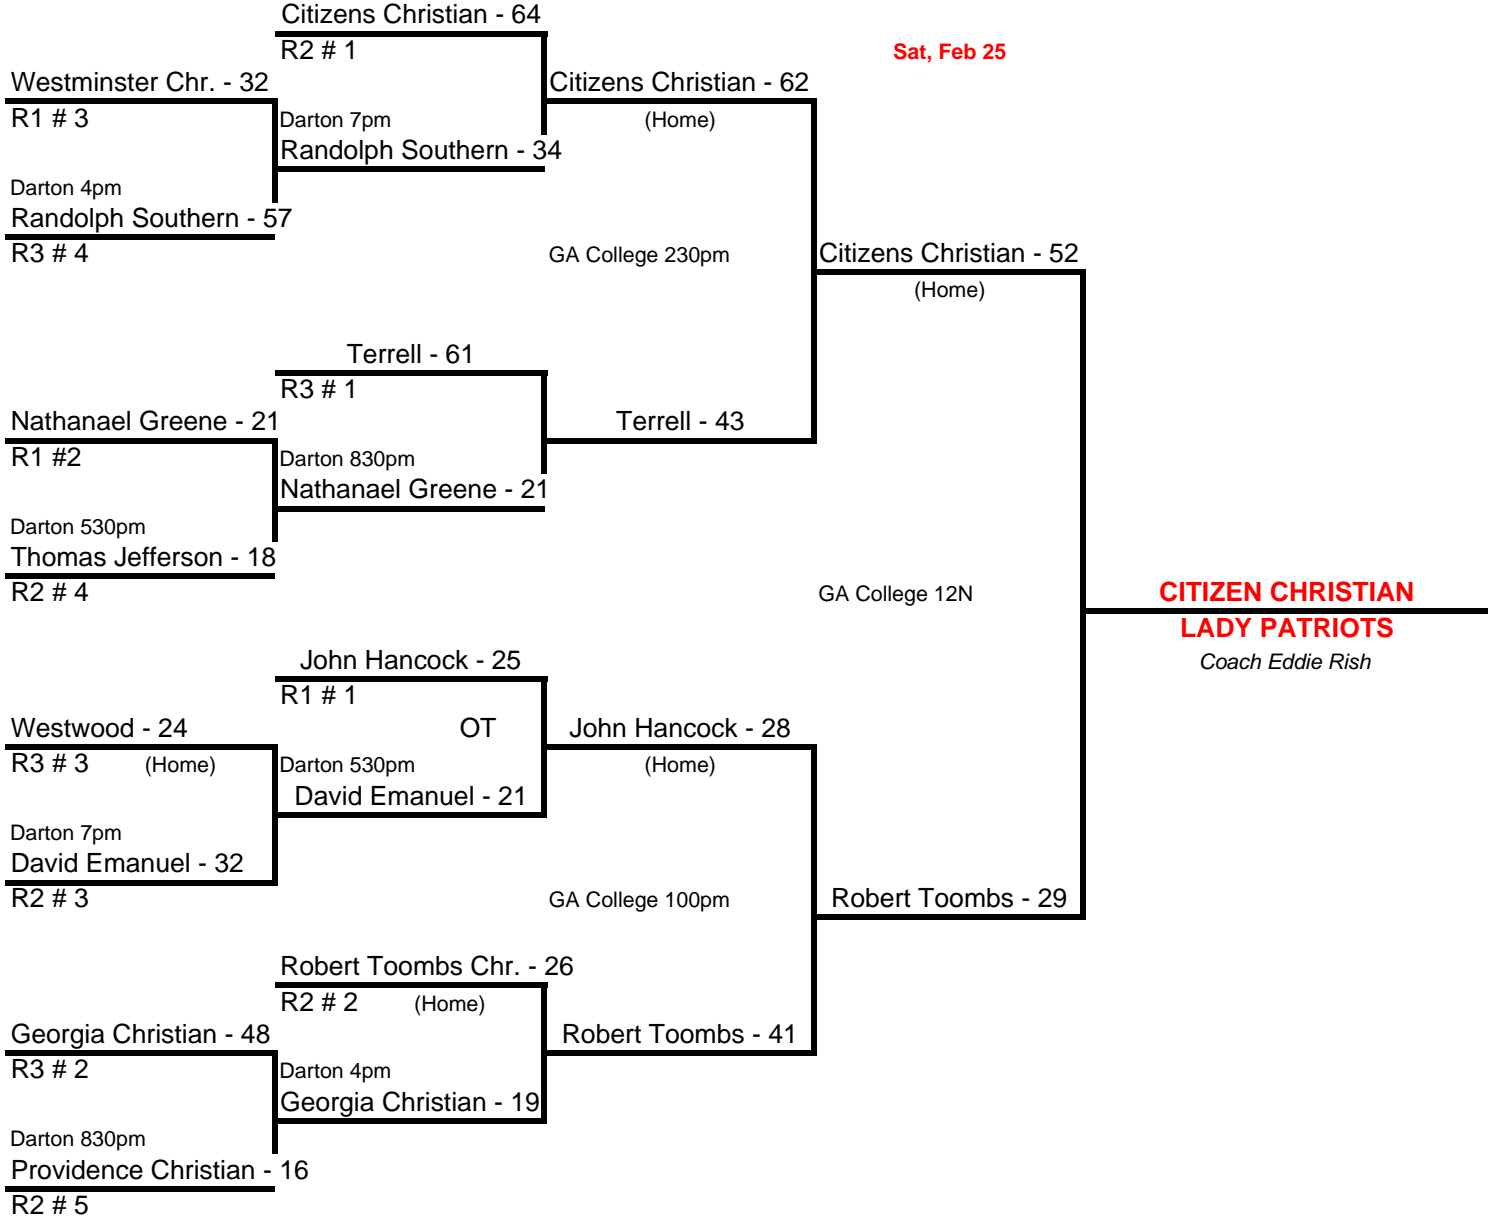 Citizens Christian - 64
R2 # 1
Sat, Feb 25
Westminster Chr. - 32
Citizens Christian - 62
R1 # 3
Darton 7pm
(Home)
Randolph Southern - 34
Darton 4pm
Randolph Southern - 57
R3 # 4
GA College 230pm
Citizens Christian - 52
(Home)
Terrell - 61
R3 # 1
Nathanael Greene - 21
Terrell - 43
R1 #2
Darton 830pm
Nathanael Greene - 21
Darton 530pm
Thomas Jefferson - 18
R2 # 4
GA College 12N
CITIZEN CHRISTIAN
LADY PATRIOTS
Coach Eddie Rish
John Hancock - 25
R1 # 1
Westwood - 24
OT
John Hancock - 28
R3 # 3 (Home)
Darton 530pm
(Home)
David Emanuel - 21
Darton 7pm
David Emanuel - 32
R2 # 3
GA College 100pm
Robert Toombs - 29
Robert Toombs Chr. - 26
R2 # 2 (Home)
Georgia Christian - 48
Robert Toombs - 41
R3 # 2
Darton 4pm
Georgia Christian - 19
Darton 830pm
Providence Christian - 16
R2 # 5